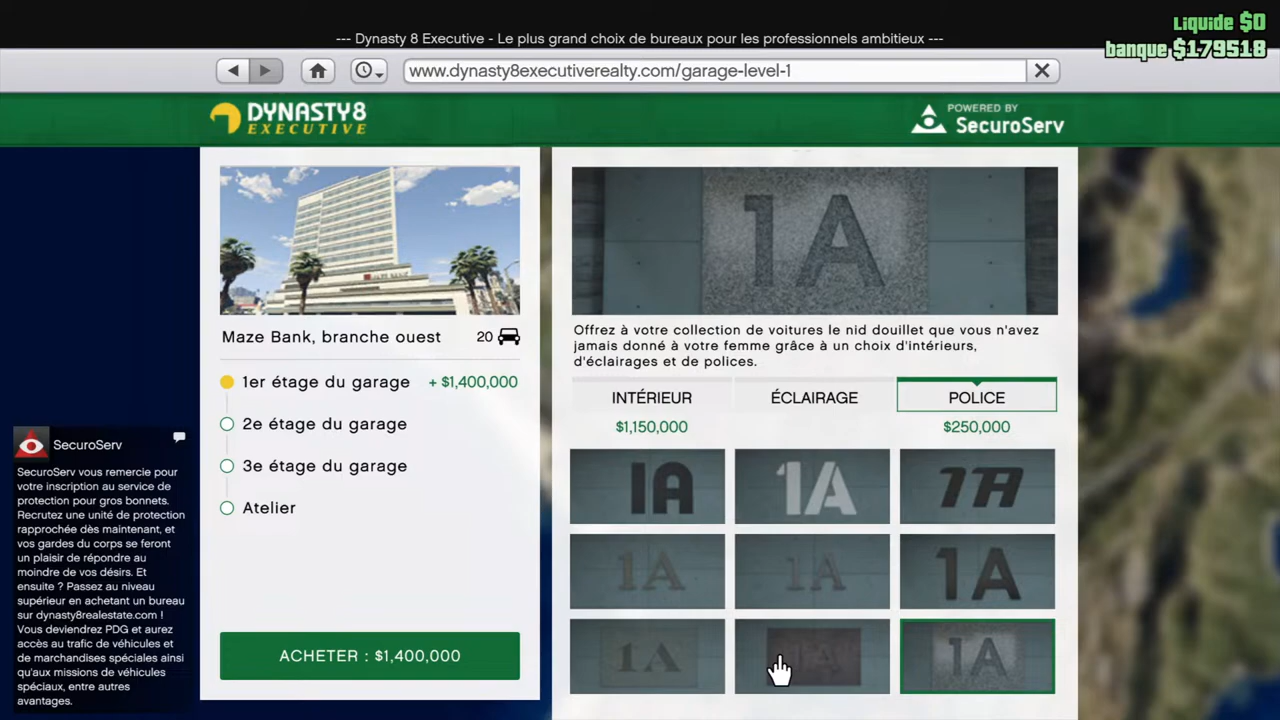 Liquide $0
banque $179518
--- Dynasty 8 Executive - Le plus grand choix de bureaux pour les professionnels ambitieux ---
www.dynasty8executiverealty.com/garage-level-1
DYNASTY 8
EXECUTIVE
POWERED BY
SecuroServ
1A
Maze Bank, branche ouest 20
1er étage du garage + $1,400,000
2e étage du garage
3e étage du garage
Atelier
ACHETER : $1,400,000
Offrez à votre collection de voitures le nid douillet que vous n'avez
jamais donné à votre femme grâce à un choix d'intérieurs,
d'éclairages et de polices.
INTÉRIEUR ÉCLAIRAGE POLICE
$1,150,000 $250,000
1A 1A 1A
1A 1A 1A
1A 1A 1A
SecuroServ
SecuroServ vous remercie pour
votre inscription au service de
protection pour gros bonnets.
Recrutez une unité de protection
rapprochée dès maintenant, et
vos gardes du corps se feront
un plaisir de répondre au
moindre de vos désirs. Et
ensuite ? Passez au niveau
supérieur en achetant un bureau
sur dynasty8realestate.com !
Vous deviendrez PDG et aurez
accès au trafic de véhicules et
de marchandises spéciales ainsi
qu'aux missions de véhicules
spéciaux, entre autres
avantages.